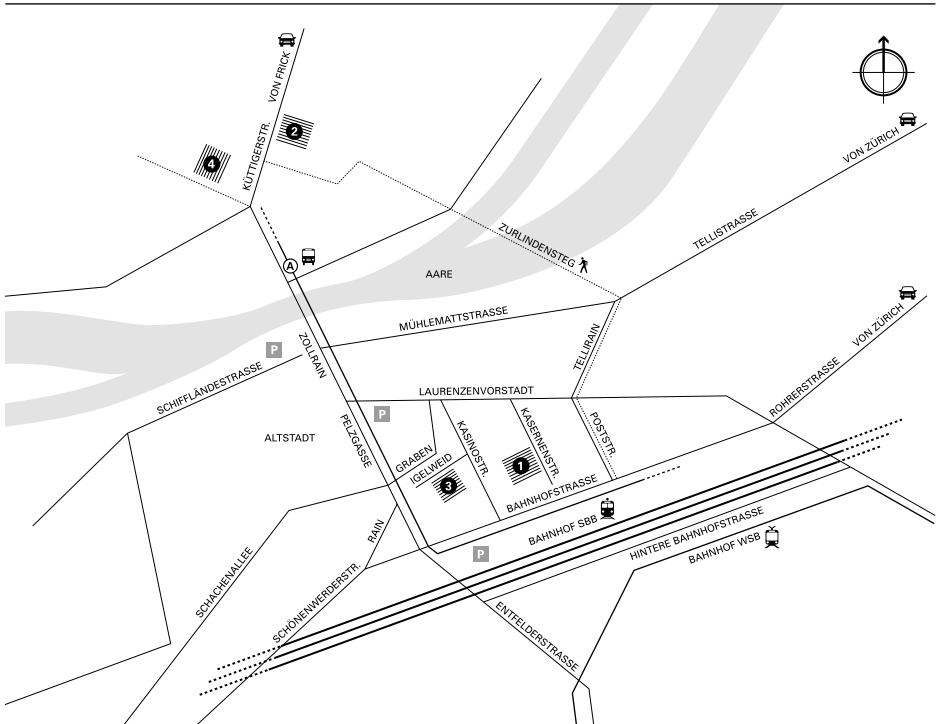 VON FRICK
KÜTTIGERSTR.
2
4
VON ZÜRICH
TELLISTRASSE
ZURLINDENSTEG
A
AARE
VON ZÜRICH
MÜHLEMATTSTRASSE
ROHRERSTRASSE
ZOLLRAIN
P
TELLIRAIN
SCHIFFLÄNDESTRASSE
LAURENZENVORSTADT
P
ALTSTADT
PELZGASSE
GRABEN
IGELWEID
KASINOSTR.
KASERNENSTR.
POSTSTR.
1
3
BAHNHOFSTRASSE
BAHNHOF SBB
RAIN
P
HINTERE BAHNHOFSTRASSE
BAHNHOF WSB
SCHACHENALLEE
SCHÖNENWERDERSTR.
ENTFELDERSTRASSE